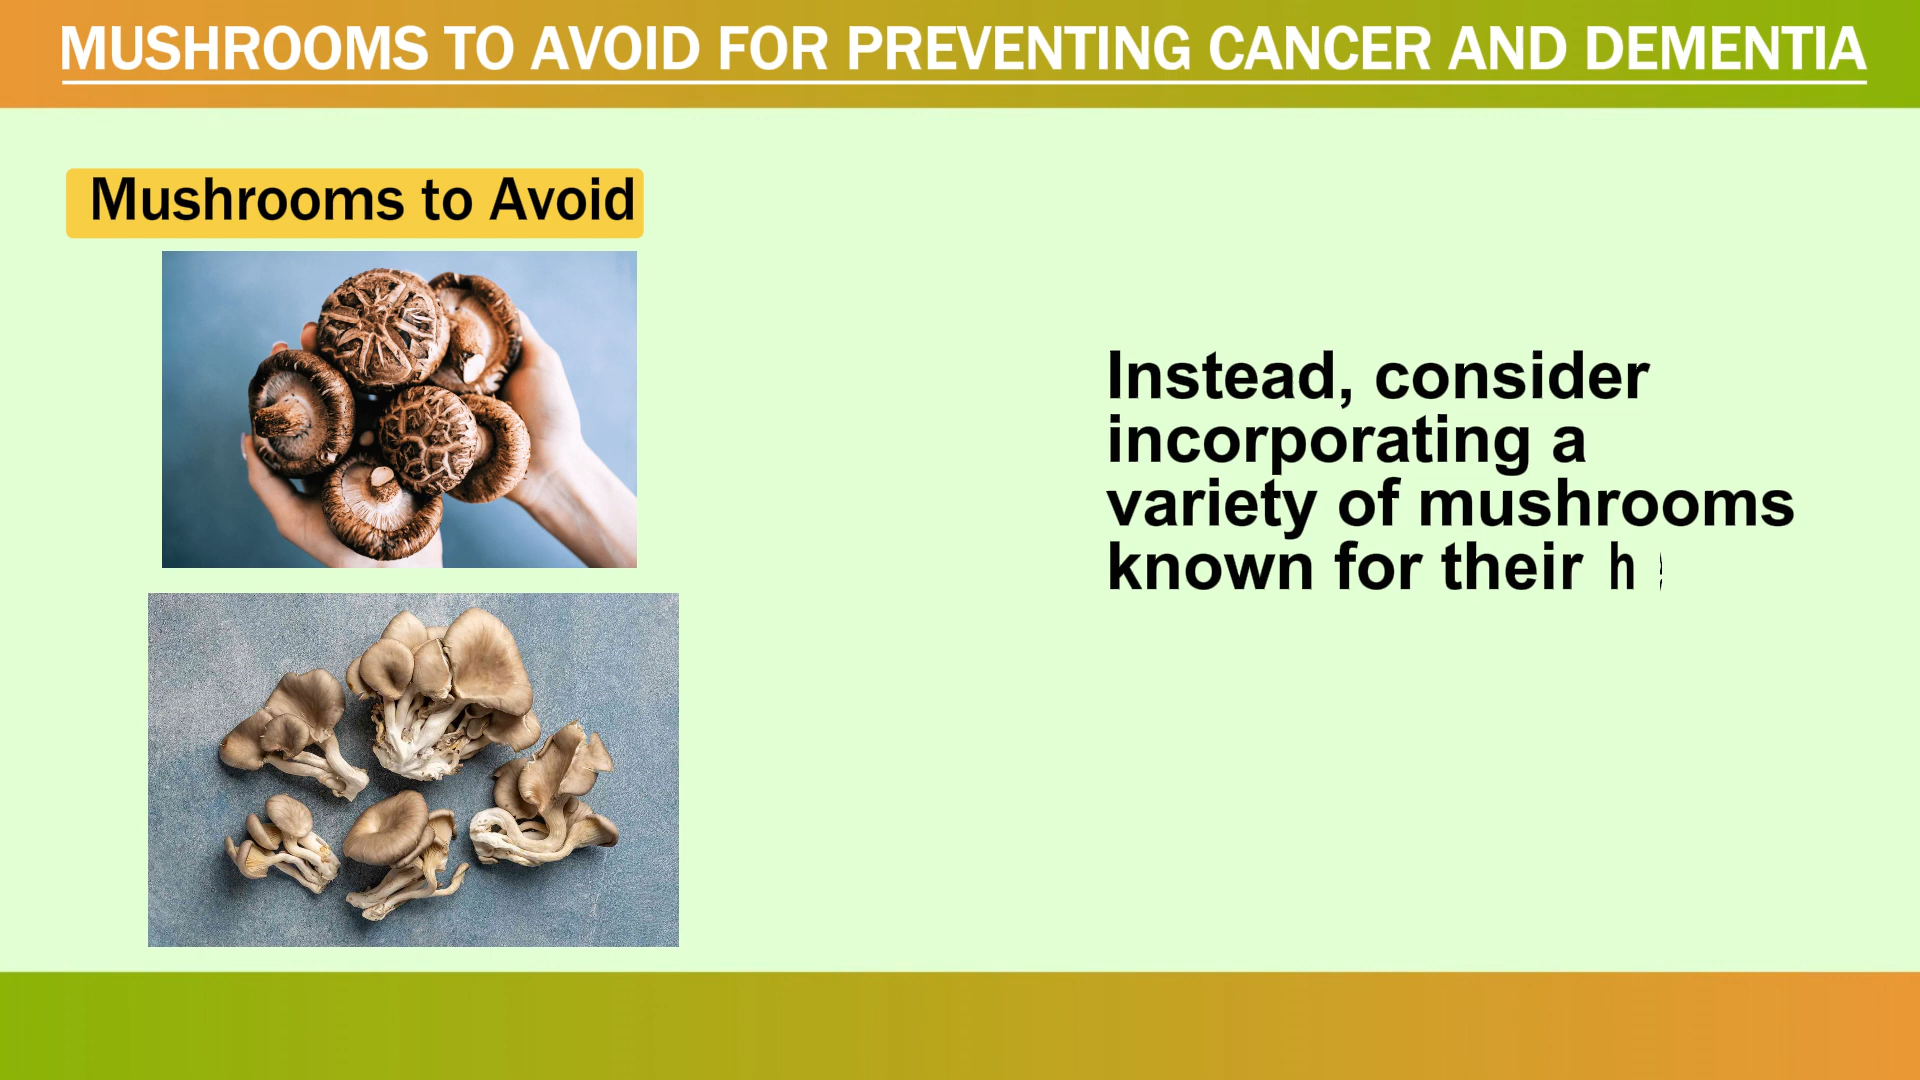 MUSHROOMS TO AVOID FOR PREVENTING CANCER AND DEMENTIA
Mushrooms to Avoid
Instead, consider
incorporating a
variety of mushrooms
known for their